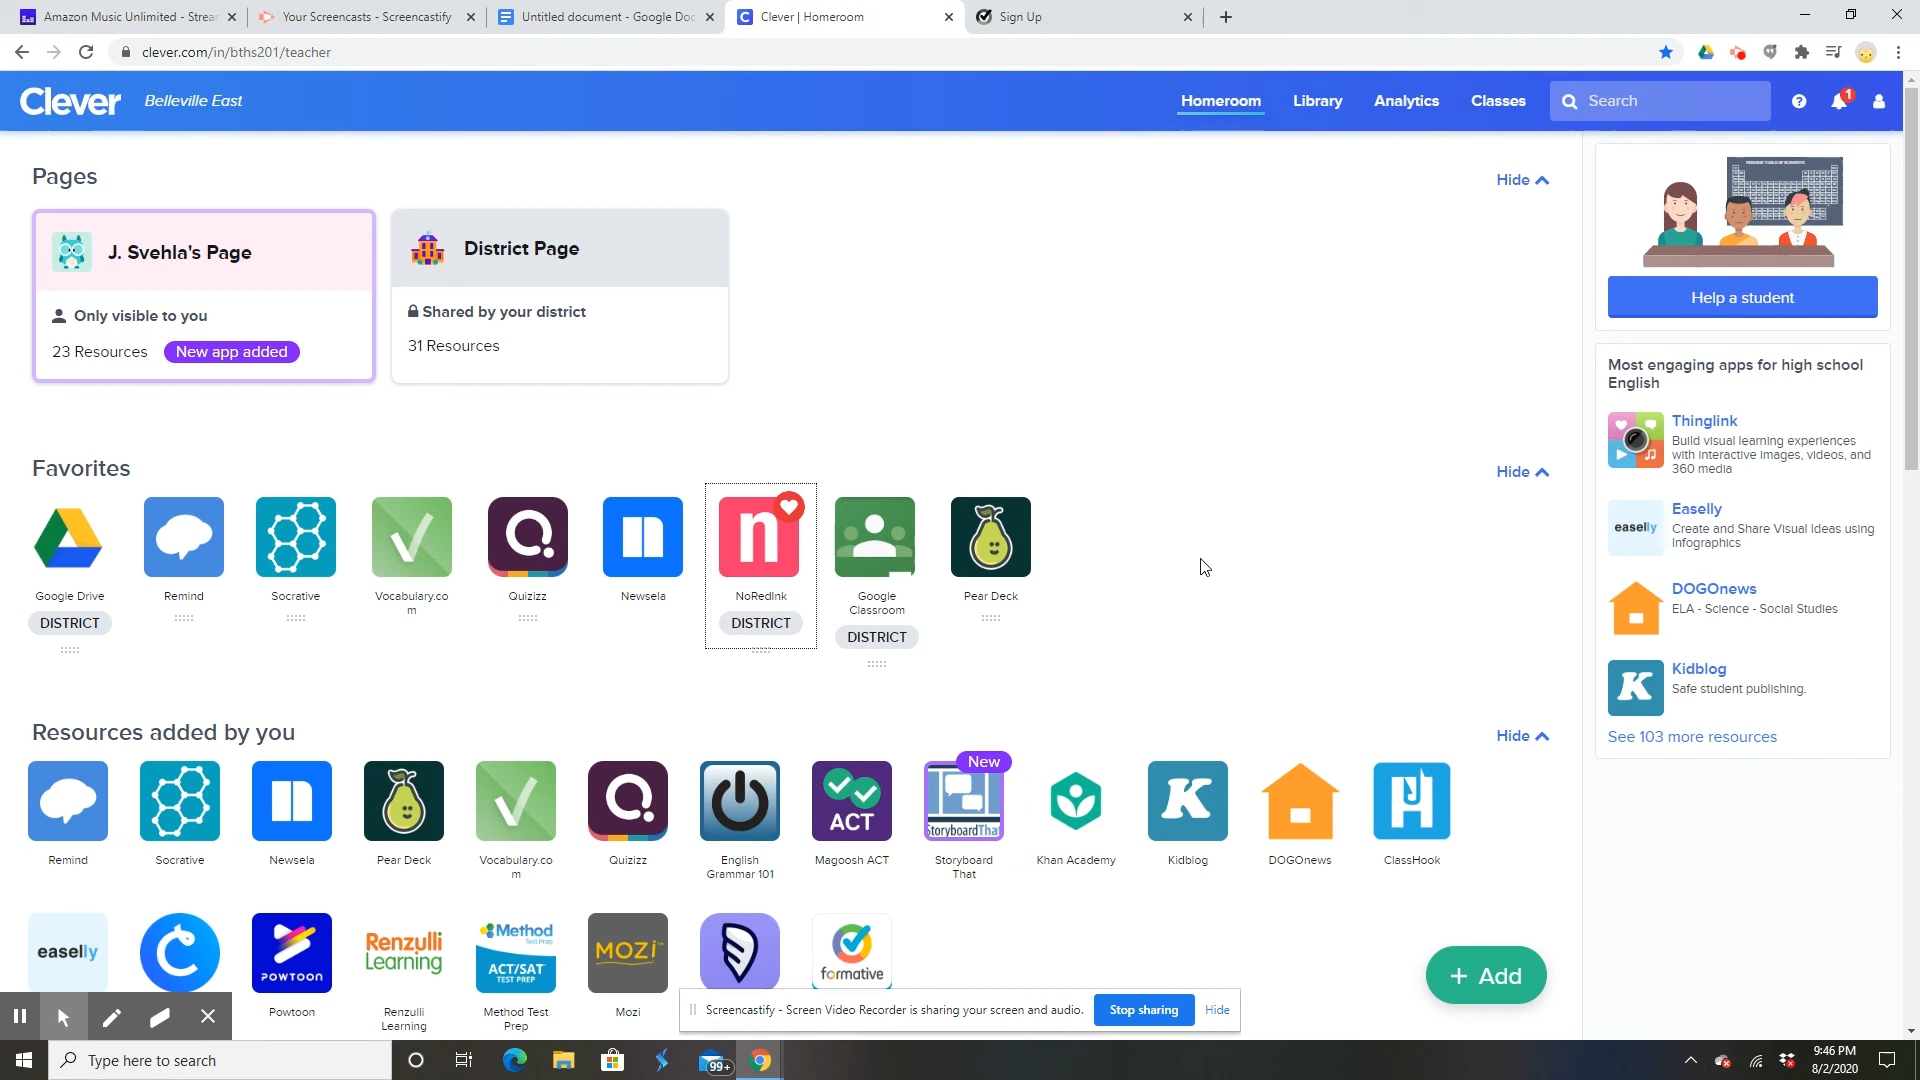 Amazon Music Unlimited - Strea
Your Screencasts - Screencastify
Untitled document - Google Doc
Clever | Homeroom
Sign Up
clever.com/in/bths201/teacher
Clever
Belleville East
Homeroom
Library
Analytics
Classes
Search
1
Pages
Hide
J. Svehla's Page
Only visible to you
23 Resources
New app added
District Page
Shared by your district
31 Resources
Help a student
Most engaging apps for high school
English
Thinglink
Build visual learning experiences
with interactive images, videos, and
360 media
easelly
Easelly
Create and Share Visual Ideas using
Infographics
DOGOnews
ELA - Science - Social Studies
K
Kidblog
Safe student publishing.
See 103 more resources
Favorites
Hide
n
Google Drive
DISTRICT
Remind
Socrative
Vocabulary.co
m
Quizizz
Newsela
NoRedInk
DISTRICT
Google
Classroom
DISTRICT
Pear Deck
Resources added by you
Hide
ACT
New
StoryboardThat
K
H
Remind
Socrative
Newsela
Pear Deck
Vocabulary.co
m
Quizizz
English
Grammar 101
Magoosh ACT
Storyboard
That
Khan Academy
Kidblog
DOGOnews
ClassHook
easelly
POWTOON
Renzulli
Learning
Method
Test Prep
ACT/SAT
TEST PREP
MOZi™
formative
Powtoon
Renzulli
Learning
Method Test
Prep
Mozi
+ Add
Screencastify - Screen Video Recorder is sharing your screen and audio.
Stop sharing
Hide
Type here to search
99+
9:46 PM
8/2/2020